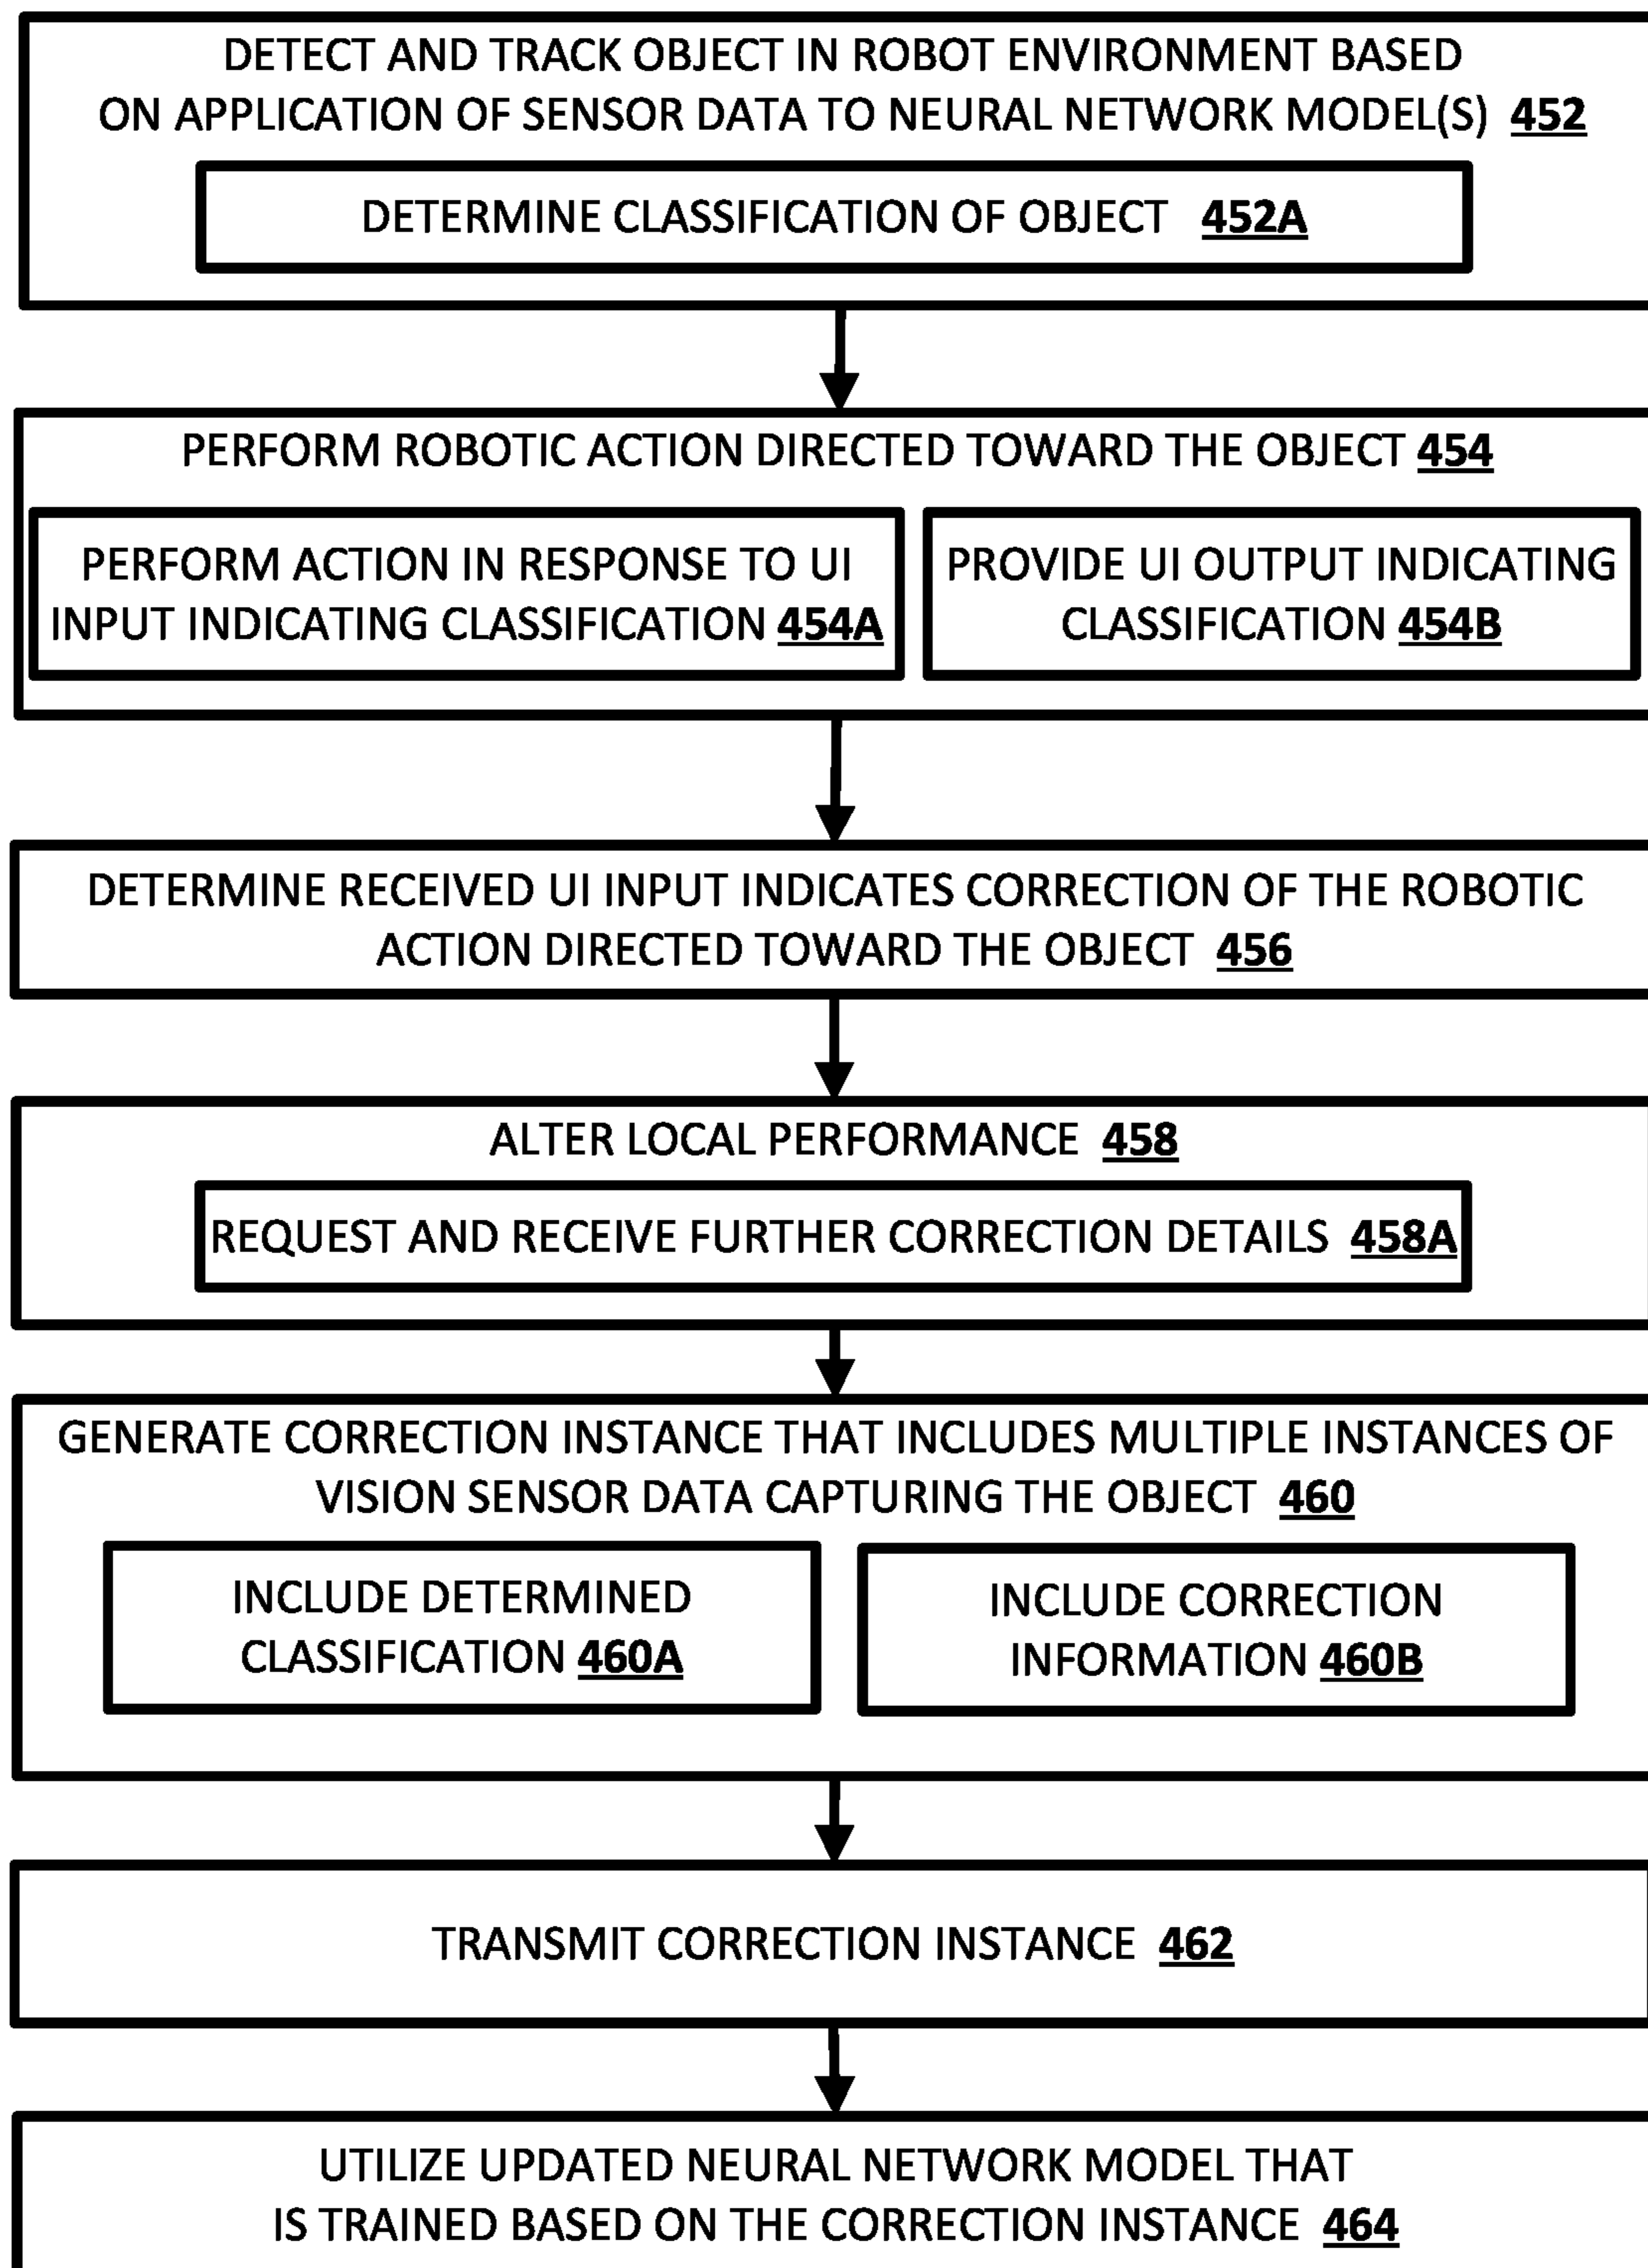 DETECT AND TRACK OBJECT IN ROBOT ENVIRONMENT BASED
ON APPLICATION OF SENSOR DATA TO NEURAL NETWORK MODEL(S) 452
DETERMINE CLASSIFICATION OF OBJECT 452A
PERFORM ROBOTIC ACTION DIRECTED TOWARD THE OBJECT 454
PERFORM ACTION IN RESPONSE TO UI
INPUT INDICATING CLASSIFICATION 454A
PROVIDE UI OUTPUT INDICATING
CLASSIFICATION 454B
DETERMINE RECEIVED UI INPUT INDICATES CORRECTION OF THE ROBOTIC
ACTION DIRECTED TOWARD THE OBJECT 456
ALTER LOCAL PERFORMANCE 458
REQUEST AND RECEIVE FURTHER CORRECTION DETAILS 458A
GENERATE CORRECTION INSTANCE THAT INCLUDES MULTIPLE INSTANCES OF
VISION SENSOR DATA CAPTURING THE OBJECT 460
INCLUDE DETERMINED
CLASSIFICATION 460A
INCLUDE CORRECTION
INFORMATION 460B
TRANSMIT CORRECTION INSTANCE 462
UTILIZE UPDATED NEURAL NETWORK MODEL THAT
IS TRAINED BASED ON THE CORRECTION INSTANCE 464